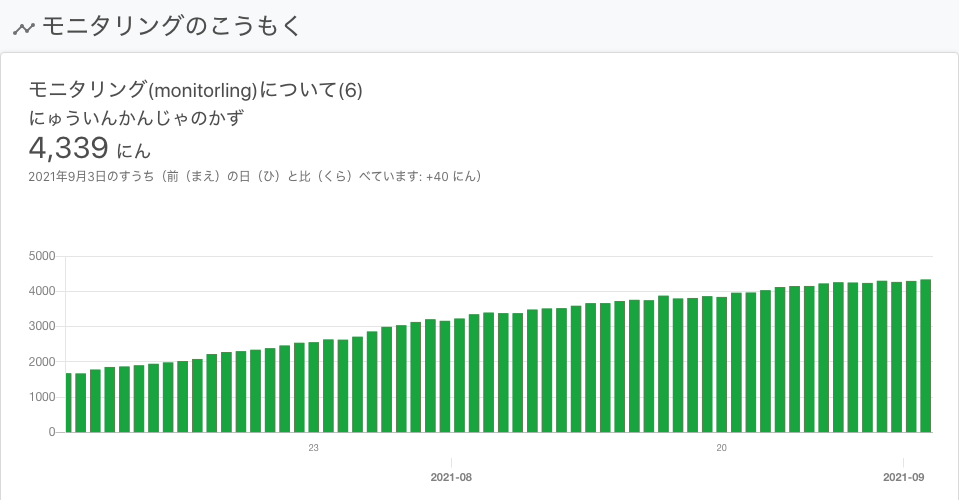 モニタリングのこうもく
モニタリング(monitorling)について(6)
にゅういんかんじゃのかず
4,339 にん
2021年9月3日のすうち（前（まえ）の日（ひ）と比（くら）べています: +40 にん）
5000
4000
3000
2000
1000
0
23 20
2021-08 2021-09